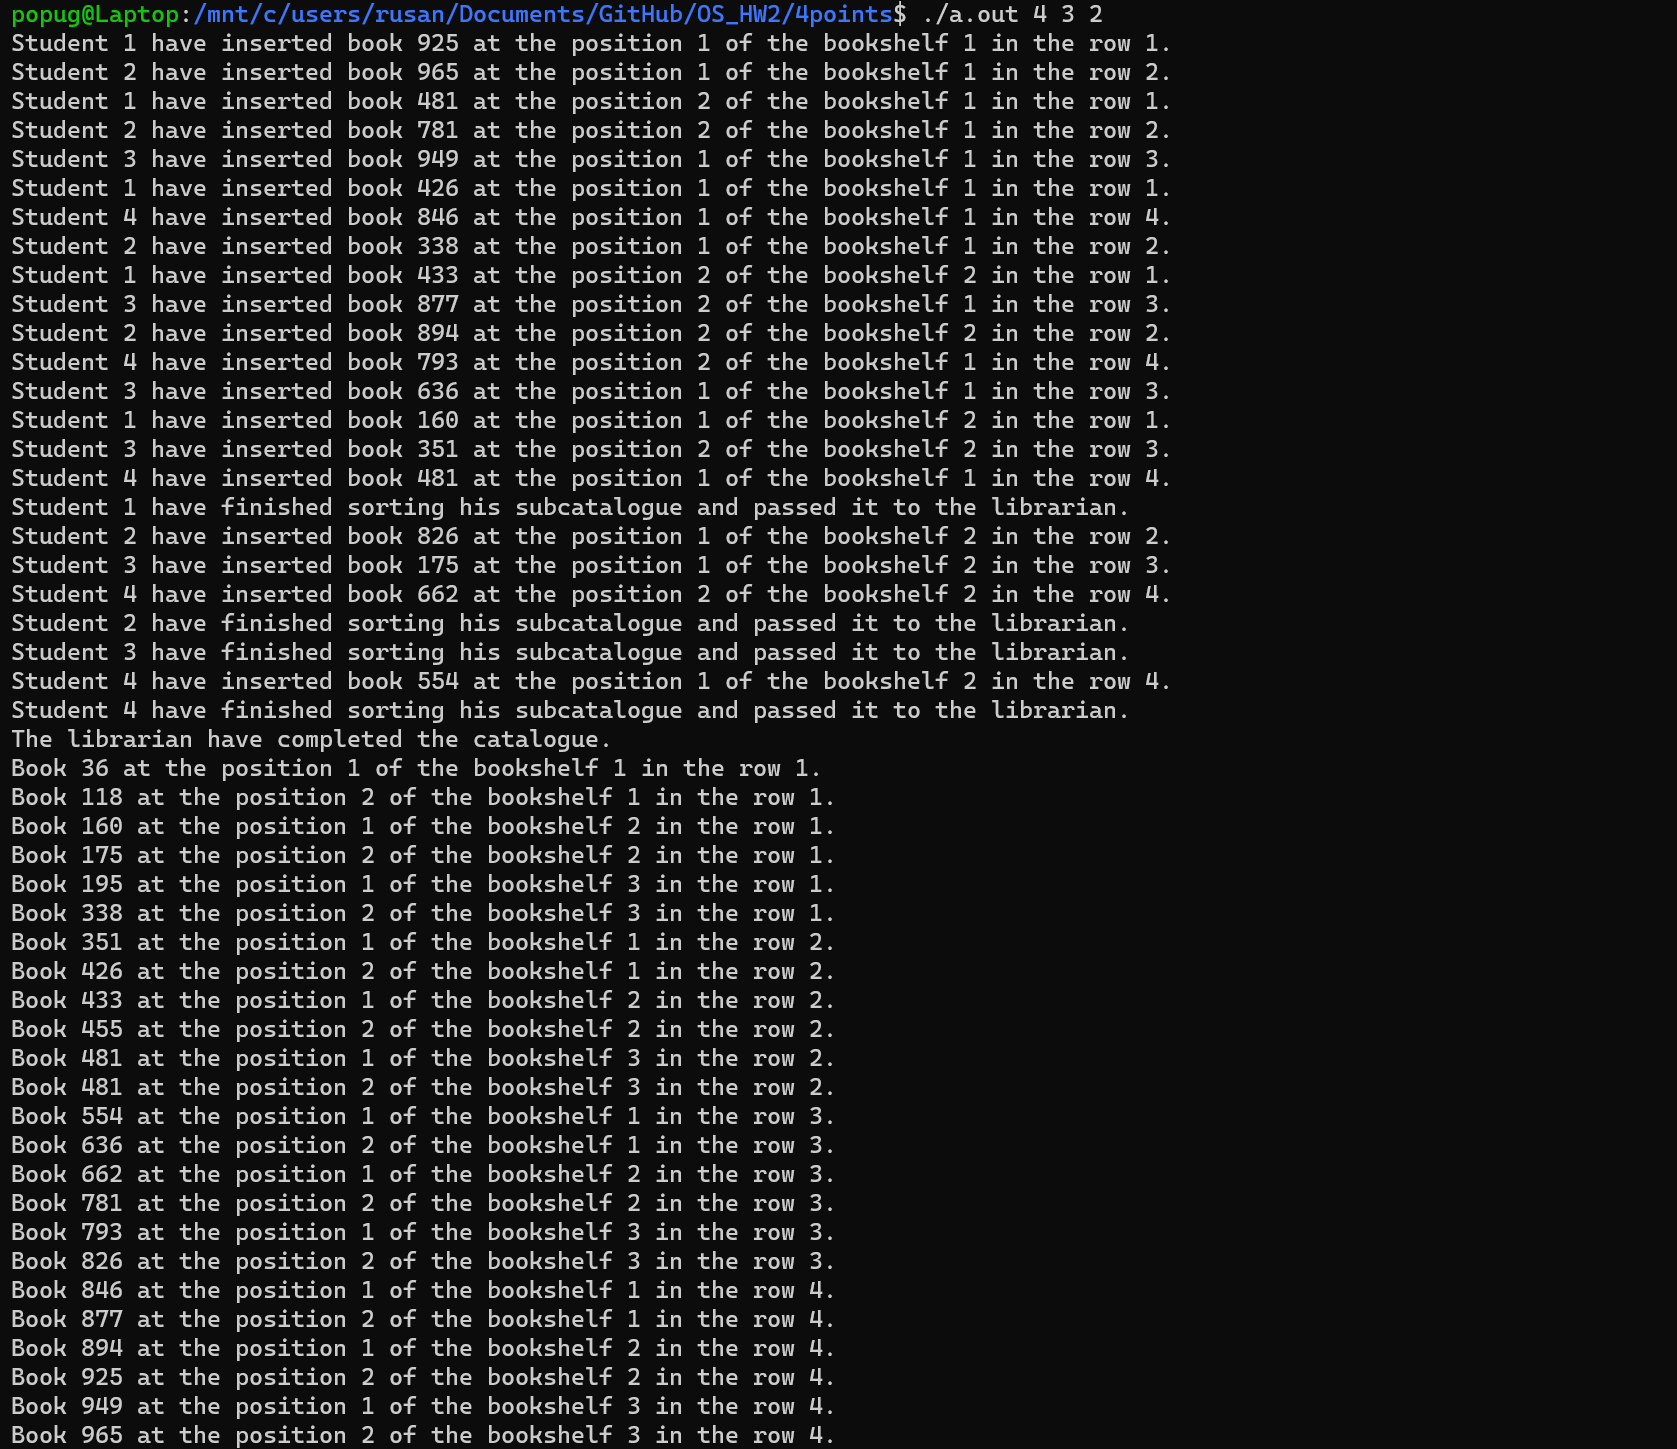 popug@Laptop:/mnt/c/users/rusan/Documents/GitHub/OS_HW2/4points$ ./a.out 4 3 2
Student 1 have inserted book 925 at the position 1 of the bookshelf 1 in the row 1.
Student 2 have inserted book 965 at the position 1 of the bookshelf 1 in the row 2.
Student 1 have inserted book 481 at the position 2 of the bookshelf 1 in the row 1.
Student 2 have inserted book 781 at the position 2 of the bookshelf 1 in the row 2.
Student 3 have inserted book 949 at the position 1 of the bookshelf 1 in the row 3.
Student 1 have inserted book 426 at the position 1 of the bookshelf 1 in the row 1.
Student 4 have inserted book 846 at the position 1 of the bookshelf 1 in the row 4.
Student 2 have inserted book 338 at the position 1 of the bookshelf 1 in the row 2.
Student 1 have inserted book 433 at the position 2 of the bookshelf 2 in the row 1.
Student 3 have inserted book 877 at the position 2 of the bookshelf 1 in the row 3.
Student 2 have inserted book 894 at the position 2 of the bookshelf 2 in the row 2.
Student 4 have inserted book 793 at the position 2 of the bookshelf 1 in the row 4.
Student 3 have inserted book 636 at the position 1 of the bookshelf 1 in the row 3.
Student 1 have inserted book 160 at the position 1 of the bookshelf 2 in the row 1.
Student 3 have inserted book 351 at the position 2 of the bookshelf 2 in the row 3.
Student 4 have inserted book 481 at the position 1 of the bookshelf 1 in the row 4.
Student 1 have finished sorting his subcatalogue and passed it to the librarian.
Student 2 have inserted book 826 at the position 1 of the bookshelf 2 in the row 2.
Student 3 have inserted book 175 at the position 1 of the bookshelf 2 in the row 3.
Student 4 have inserted book 662 at the position 2 of the bookshelf 2 in the row 4.
Student 2 have finished sorting his subcatalogue and passed it to the librarian.
Student 3 have finished sorting his subcatalogue and passed it to the librarian.
Student 4 have inserted book 554 at the position 1 of the bookshelf 2 in the row 4.
Student 4 have finished sorting his subcatalogue and passed it to the librarian.
The librarian have completed the catalogue.
Book 36 at the position 1 of the bookshelf 1 in the row 1.
Book 118 at the position 2 of the bookshelf 1 in the row 1.
Book 160 at the position 1 of the bookshelf 2 in the row 1.
Book 175 at the position 2 of the bookshelf 2 in the row 1.
Book 195 at the position 1 of the bookshelf 3 in the row 1.
Book 338 at the position 2 of the bookshelf 3 in the row 1.
Book 351 at the position 1 of the bookshelf 1 in the row 2.
Book 426 at the position 2 of the bookshelf 1 in the row 2.
Book 433 at the position 1 of the bookshelf 2 in the row 2.
Book 455 at the position 2 of the bookshelf 2 in the row 2.
Book 481 at the position 1 of the bookshelf 3 in the row 2.
Book 481 at the position 2 of the bookshelf 3 in the row 2.
Book 554 at the position 1 of the bookshelf 1 in the row 3.
Book 636 at the position 2 of the bookshelf 1 in the row 3.
Book 662 at the position 1 of the bookshelf 2 in the row 3.
Book 781 at the position 2 of the bookshelf 2 in the row 3.
Book 793 at the position 1 of the bookshelf 3 in the row 3.
Book 826 at the position 2 of the bookshelf 3 in the row 3.
Book 846 at the position 1 of the bookshelf 1 in the row 4.
Book 877 at the position 2 of the bookshelf 1 in the row 4.
Book 894 at the position 1 of the bookshelf 2 in the row 4.
Book 925 at the position 2 of the bookshelf 2 in the row 4.
Book 949 at the position 1 of the bookshelf 3 in the row 4.
Book 965 at the position 2 of the bookshelf 3 in the row 4.